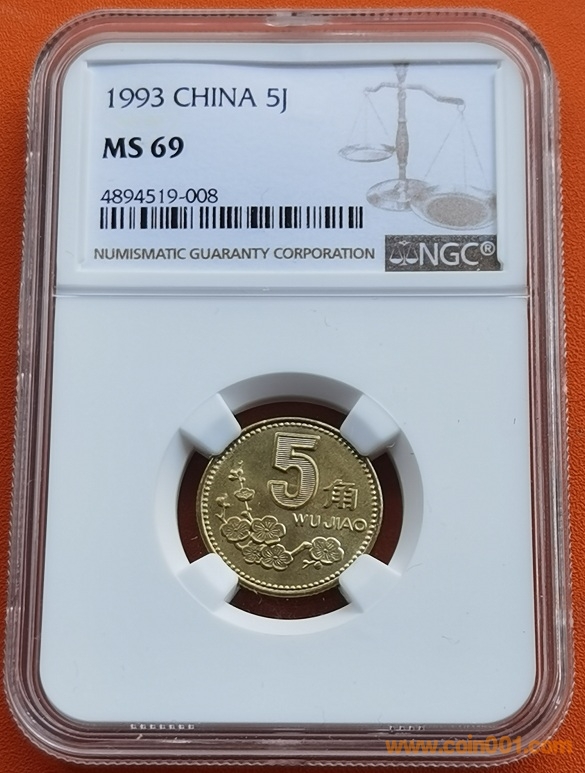 1993 CHINA 5J
MS 69
4894519-008
NUMISMATIC GUARANTY CORPORATION
NGC®
5角
WU JIAO
www.coin001.com